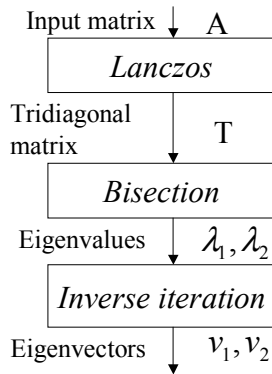 Input matrix A
Lanczos
Tridiagonal
matrix T
Bisection
Eigenvalues λ₁, λ₂
Inverse iteration
Eigenvectors v₁, v₂